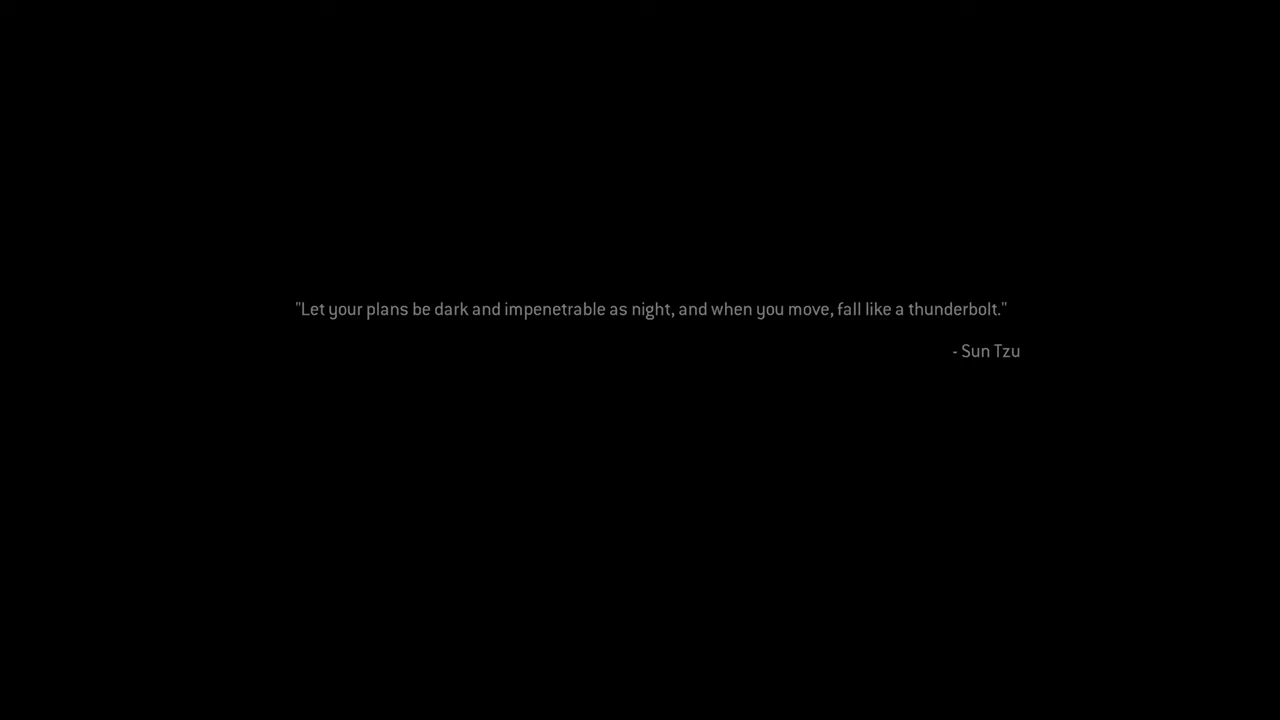 "Let your plans be dark and impenetrable as night, and when you move, fall like a thunderbolt."
- Sun Tzu